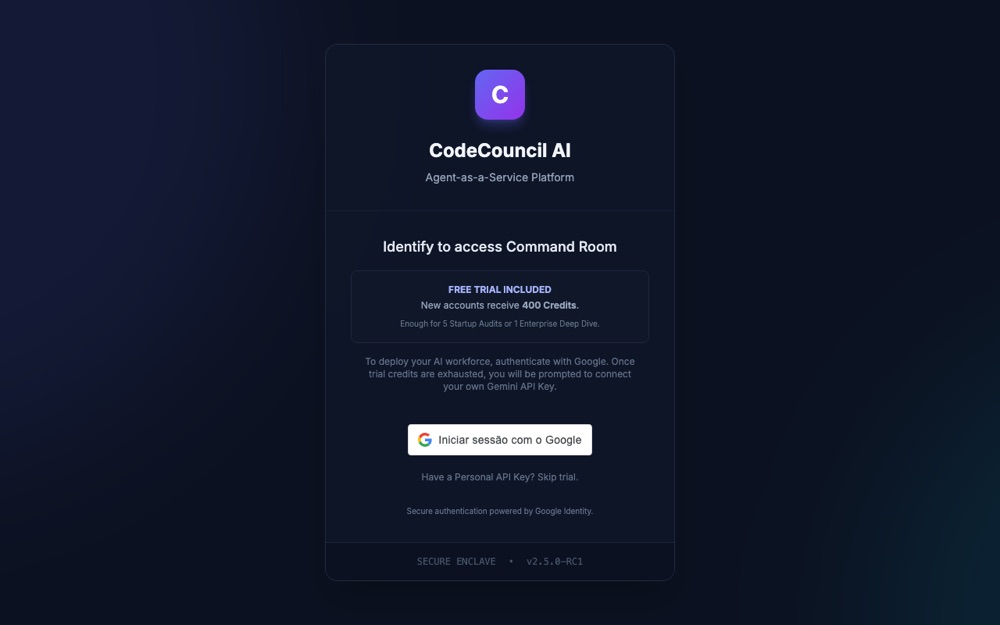 C
CodeCouncil AI
Agent-as-a-Service Platform
Identify to access Command Room
FREE TRIAL INCLUDED
New accounts receive 400 Credits.
Enough for 5 Startup Audits or 1 Enterprise Deep Dive.
To deploy your AI workforce, authenticate with Google. Once
trial credits are exhausted, you will be prompted to connect
your own Gemini API Key.
Iniciar sessão com o Google
Have a Personal API Key? Skip trial.
Secure authentication powered by Google Identity.
SECURE ENCLAVE • v2.5.0-RC1